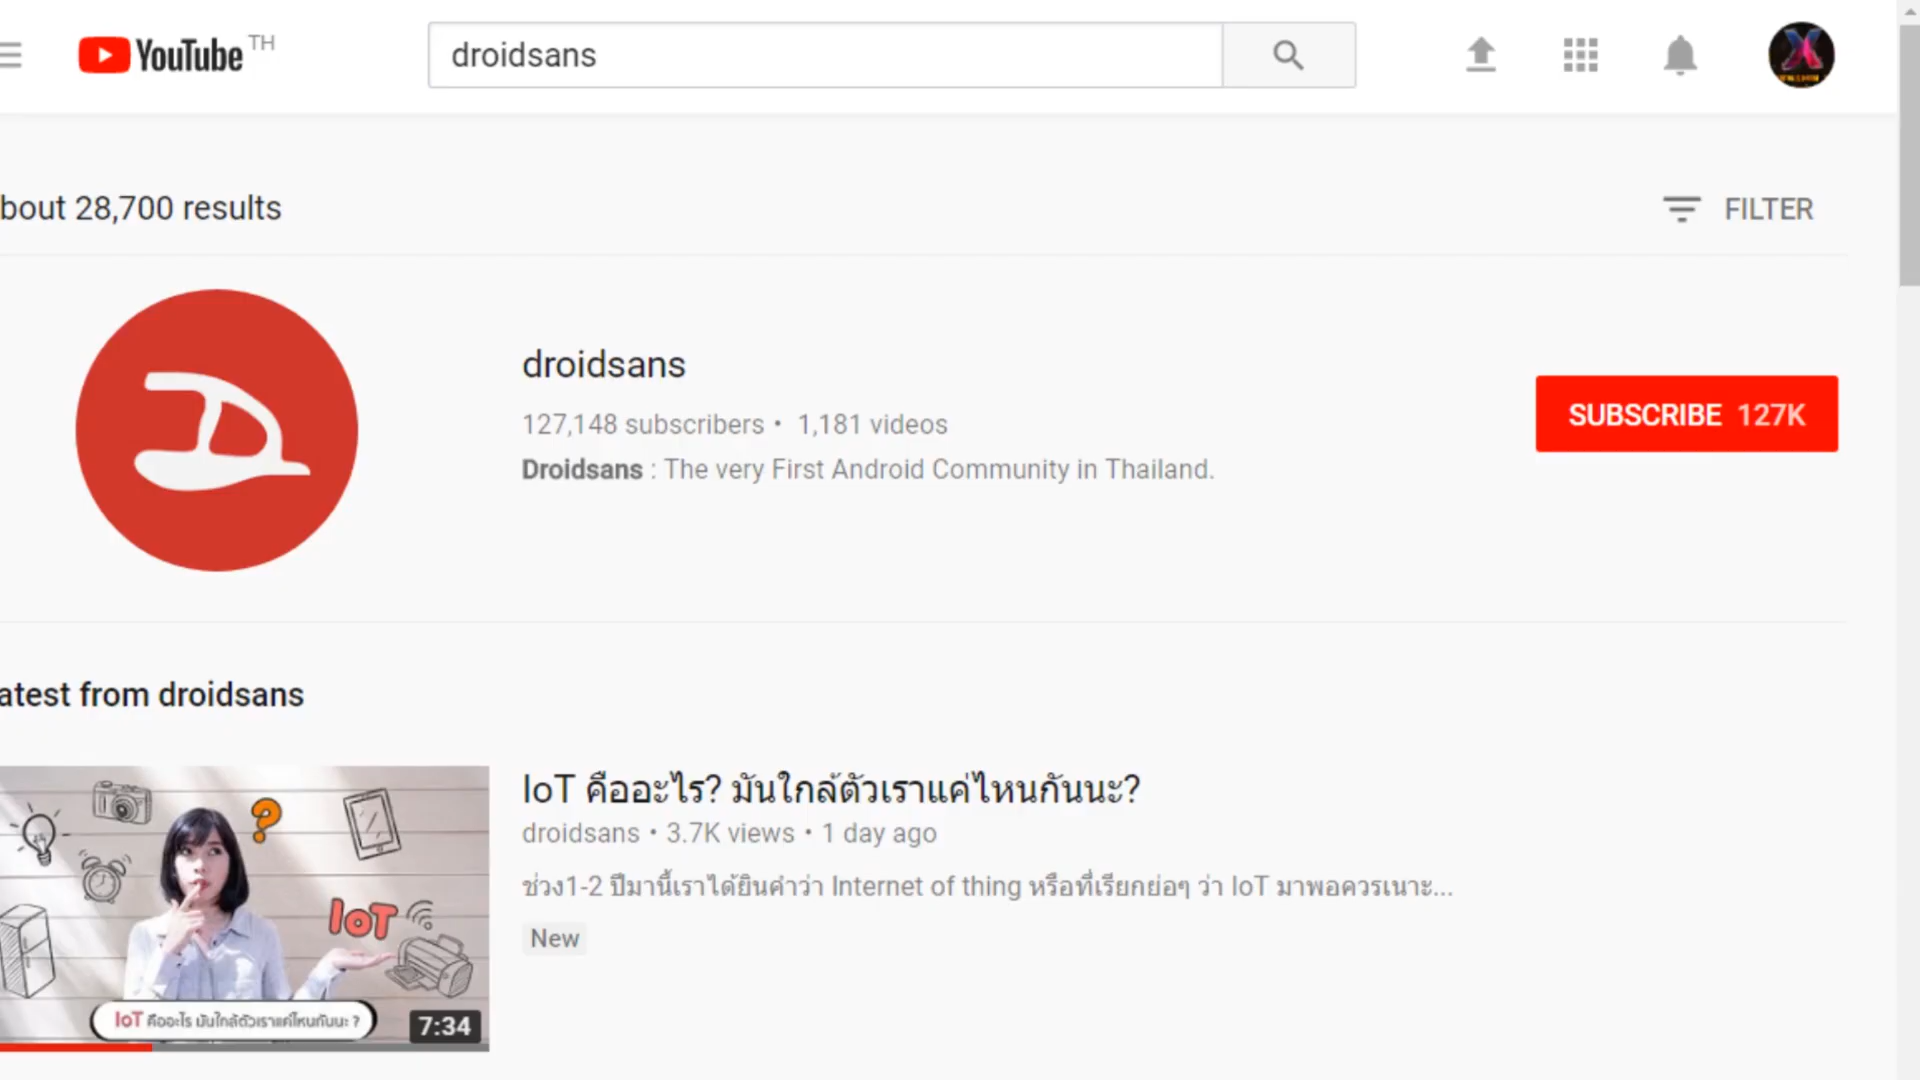 YouTube TH
droidsans
bout 28,700 results
FILTER
droidsans
127,148 subscribers • 1,181 videos
SUBSCRIBE 127K
Droidsans : The very First Android Community in Thailand.
atest from droidsans
IoT คืออะไร? มันใกล้ตัวเราแค่ไหนกันนะ?
droidsans • 3.7K views • 1 day ago
ช่วง1-2 ปีมานี้เราได้ยินคำว่า Internet of thing หรือที่เรียกย่อๆ ว่า IoT มาพอควรเนาะ...
New
?
IoT
IoT คืออะไร มันใกล้ตัวเราแค่ไหนกันนะ ?
7:34